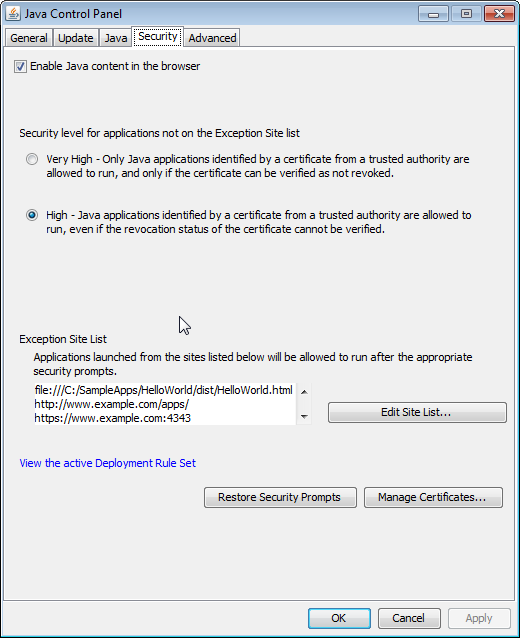 Java Control Panel
General Update Java Security Advanced
Enable Java content in the browser
Security level for applications not on the Exception Site list
Very High - Only Java applications identified by a certificate from a trusted authority are
allowed to run, and only if the certificate can be verified as not revoked.
High - Java applications identified by a certificate from a trusted authority are allowed to
run, even if the revocation status of the certificate cannot be verified.
Exception Site List
Applications launched from the sites listed below will be allowed to run after the appropriate
security prompts.
file:///C:/SampleApps/HelloWorld/dist/HelloWorld.html
http://www.example.com/apps/
https://www.example.com:4343
Edit Site List...
View the active Deployment Rule Set
Restore Security Prompts Manage Certificates...
OK Cancel Apply